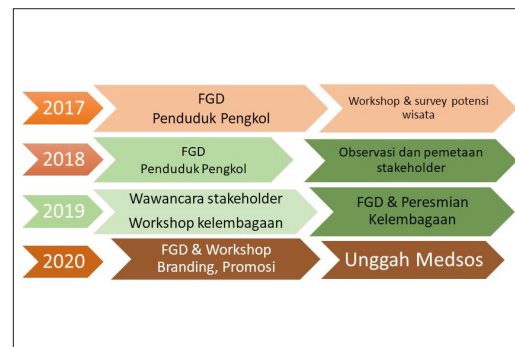 2017
FGD
Penduduk Pengkol
Workshop & survey potensi
wisata
2018
FGD
Penduduk Pengkol
Observasi dan pemetaan
stakeholder
2019
Wawancara stakeholder
Workshop kelembagaan
FGD & Peresmian
Kelembagaan
2020
FGD & Workshop
Branding, Promosi
Unggah Medsos